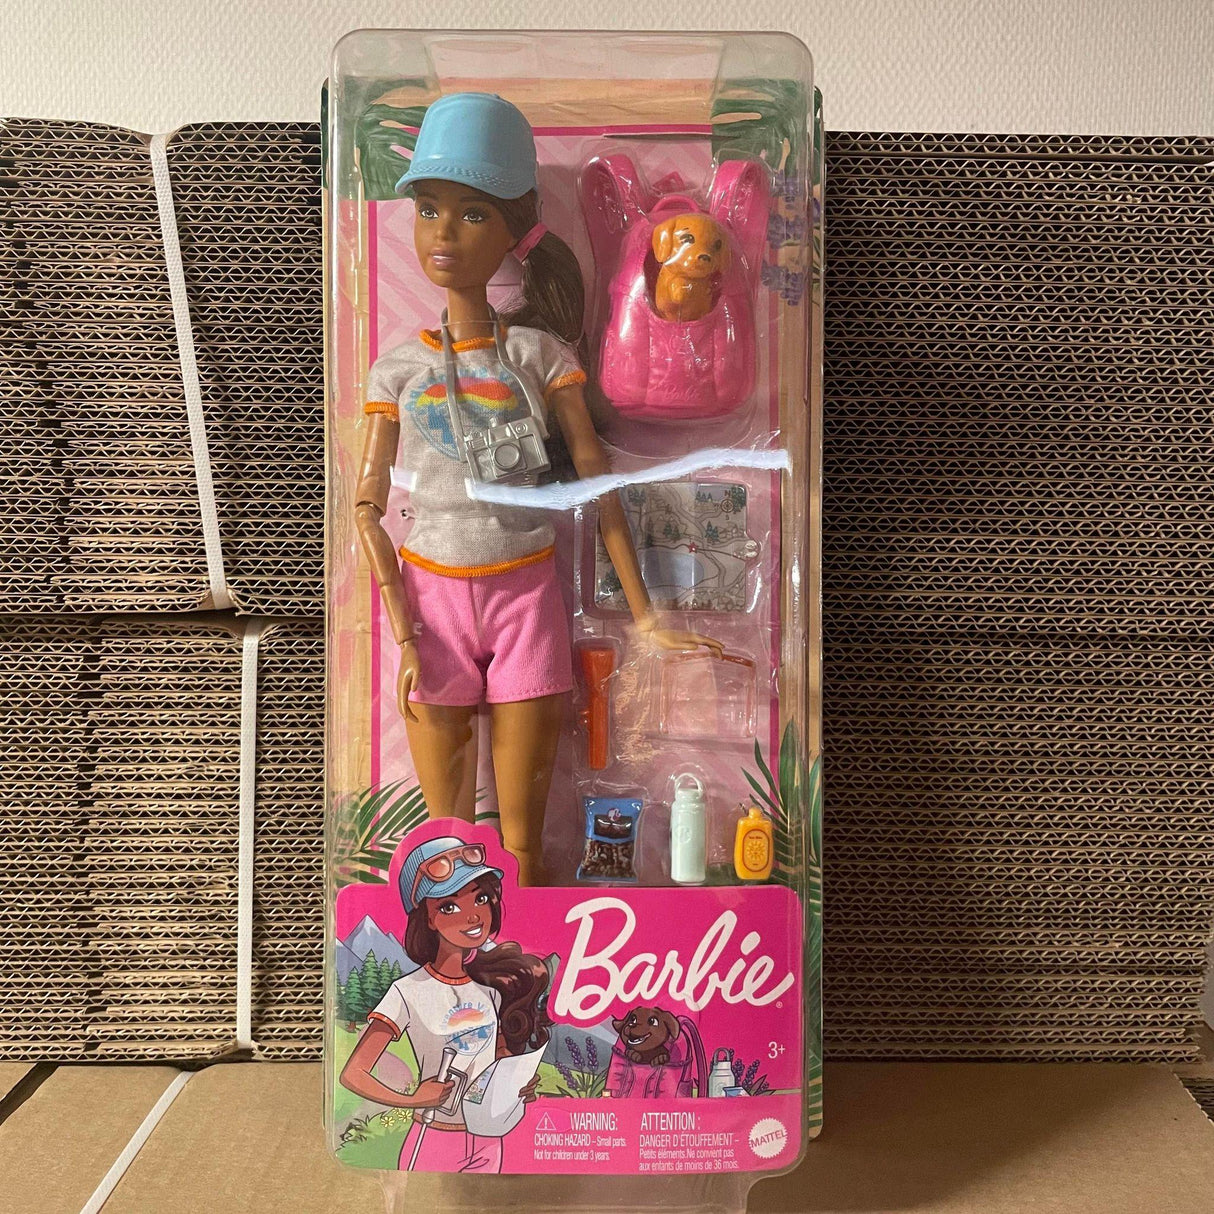 Barbie
3+
WARNING:
CHOKING HAZARD – Small parts.
Not for children under 3 years.
ATTENTION :
DANGER D'ÉTOUFFEMENT –
Petits éléments. Ne convient pas
aux enfants de moins de 36 mois.
MATTEL